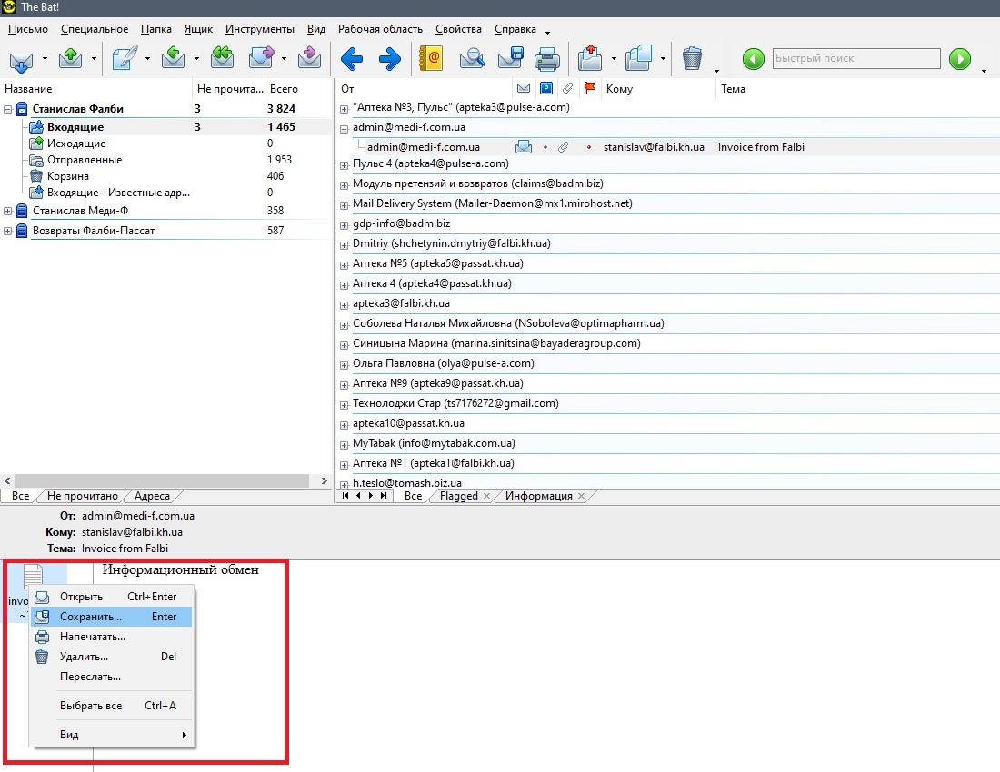 The Bat!
Письмо Специальное Папка Ящик Инструменты Вид Рабочая область Свойства Справка
Быстрый поиск
Название Не прочита... Всего
Станислав Фалби 3 3 824
Входящие 3 1 465
Исходящие 0
Отправленные 1 953
Корзина 406
Входящие - Известные адр... 0
Станислав Меди-Ф 358
Возвраты Фалби-Пассат 587
От Кому Тема
"Аптека №3, Пульс" (apteka3@pulse-a.com)
admin@medi-f.com.ua
admin@medi-f.com.ua stanislav@falbi.kh.ua Invoice from Falbi
Пульс 4 (apteka4@pulse-a.com)
Модуль претензий и возвратов (claims@badm.biz)
Mail Delivery System (Mailer-Daemon@mx1.mirohost.net)
gdp-info@badm.biz
Dmitriy (shchetynin.dmytriy@falbi.kh.ua)
Аптека №5 (apteka5@passat.kh.ua)
Аптека 4 (apteka4@passat.kh.ua)
apteka3@falbi.kh.ua
Соболева Наталья Михайловна (NSoboleva@optimapharm.ua)
Синицына Марина (marina.sinitsina@bayaderagroup.com)
Ольга Павловна (olya@pulse-a.com)
Аптека №9 (apteka9@passat.kh.ua)
Технолоджи Стар (ts7176272@gmail.com)
apteka10@passat.kh.ua
MyTabak (info@mytabak.com.ua)
Аптека №1 (apteka1@falbi.kh.ua)
h.teslo@tomash.biz.ua
Все Не прочитано Адреса
Все Flagged Информация
От: admin@medi-f.com.ua
Кому: stanislav@falbi.kh.ua
Тема: Invoice from Falbi
Информационный обмен
invo
~
Открыть Ctrl+Enter
Сохранить... Enter
Напечатать...
Удалить... Del
Переслать...
Выбрать все Ctrl+A
Вид